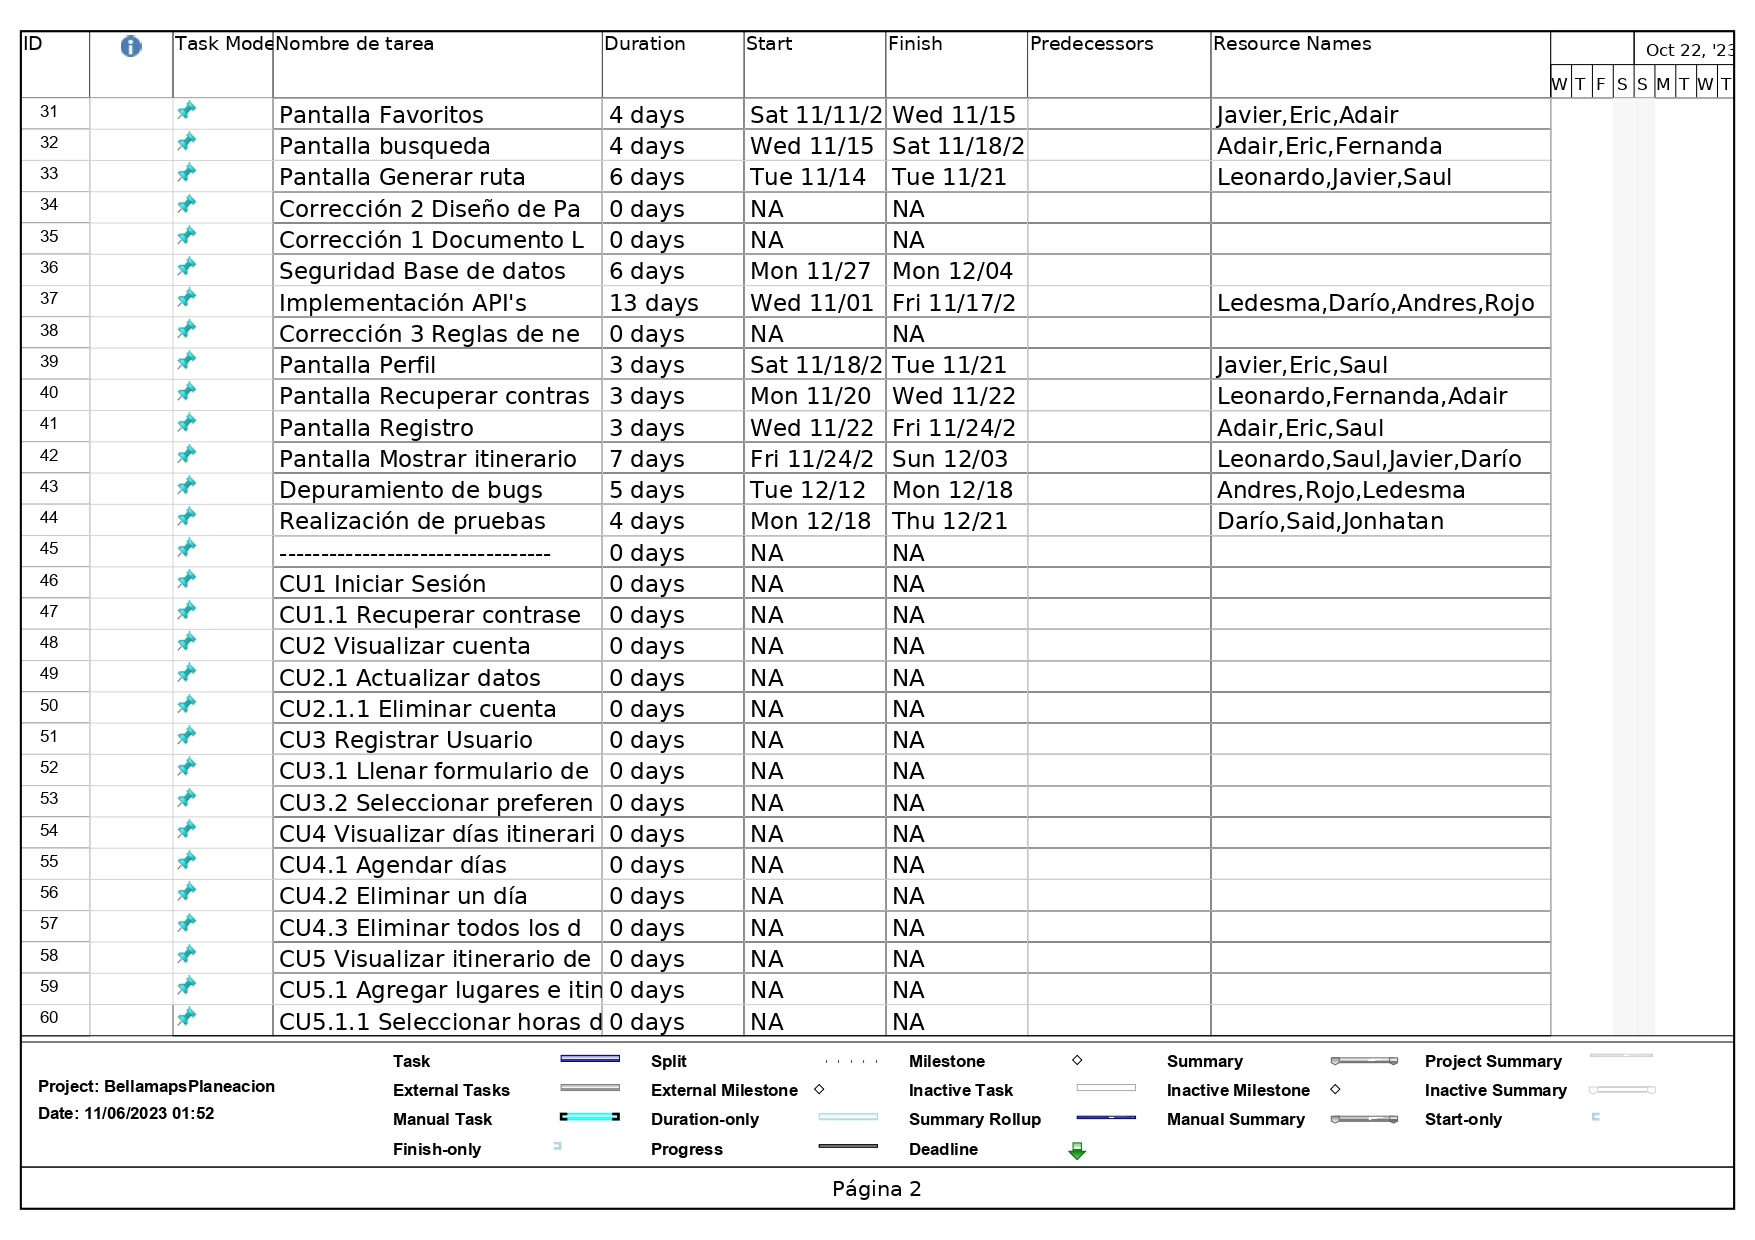 ID Task Mode Nombre de tarea Duration Start Finish Predecessors Resource Names Oct 22, '23
W T F S S M T W T
31 Pantalla Favoritos 4 days Sat 11/11/2 Wed 11/15 Javier,Eric,Adair
32 Pantalla busqueda 4 days Wed 11/15 Sat 11/18/2 Adair,Eric,Fernanda
33 Pantalla Generar ruta 6 days Tue 11/14 Tue 11/21 Leonardo,Javier,Saul
34 Corrección 2 Diseño de Pa 0 days NA NA
35 Corrección 1 Documento L 0 days NA NA
36 Seguridad Base de datos 6 days Mon 11/27 Mon 12/04
37 Implementación API's 13 days Wed 11/01 Fri 11/17/2 Ledesma,Darío,Andres,Rojo
38 Corrección 3 Reglas de ne 0 days NA NA
39 Pantalla Perfil 3 days Sat 11/18/2 Tue 11/21 Javier,Eric,Saul
40 Pantalla Recuperar contras 3 days Mon 11/20 Wed 11/22 Leonardo,Fernanda,Adair
41 Pantalla Registro 3 days Wed 11/22 Fri 11/24/2 Adair,Eric,Saul
42 Pantalla Mostrar itinerario 7 days Fri 11/24/2 Sun 12/03 Leonardo,Saul,Javier,Darío
43 Depuramiento de bugs 5 days Tue 12/12 Mon 12/18 Andres,Rojo,Ledesma
44 Realización de pruebas 4 days Mon 12/18 Thu 12/21 Darío,Said,Jonhatan
45 --------------------------------- 0 days NA NA
46 CU1 Iniciar Sesión 0 days NA NA
47 CU1.1 Recuperar contrase 0 days NA NA
48 CU2 Visualizar cuenta 0 days NA NA
49 CU2.1 Actualizar datos 0 days NA NA
50 CU2.1.1 Eliminar cuenta 0 days NA NA
51 CU3 Registrar Usuario 0 days NA NA
52 CU3.1 Llenar formulario de 0 days NA NA
53 CU3.2 Seleccionar preferen 0 days NA NA
54 CU4 Visualizar días itinerari 0 days NA NA
55 CU4.1 Agendar días 0 days NA NA
56 CU4.2 Eliminar un día 0 days NA NA
57 CU4.3 Eliminar todos los d 0 days NA NA
58 CU5 Visualizar itinerario de 0 days NA NA
59 CU5.1 Agregar lugares e itin 0 days NA NA
60 CU5.1.1 Seleccionar horas d 0 days NA NA
Project: BellamapsPlaneacion
Date: 11/06/2023 01:52
Task Split Milestone Summary Project Summary
External Tasks External Milestone Inactive Task Inactive Milestone Inactive Summary
Manual Task Duration-only Summary Rollup Manual Summary Start-only
Finish-only Progress Deadline
Página 2